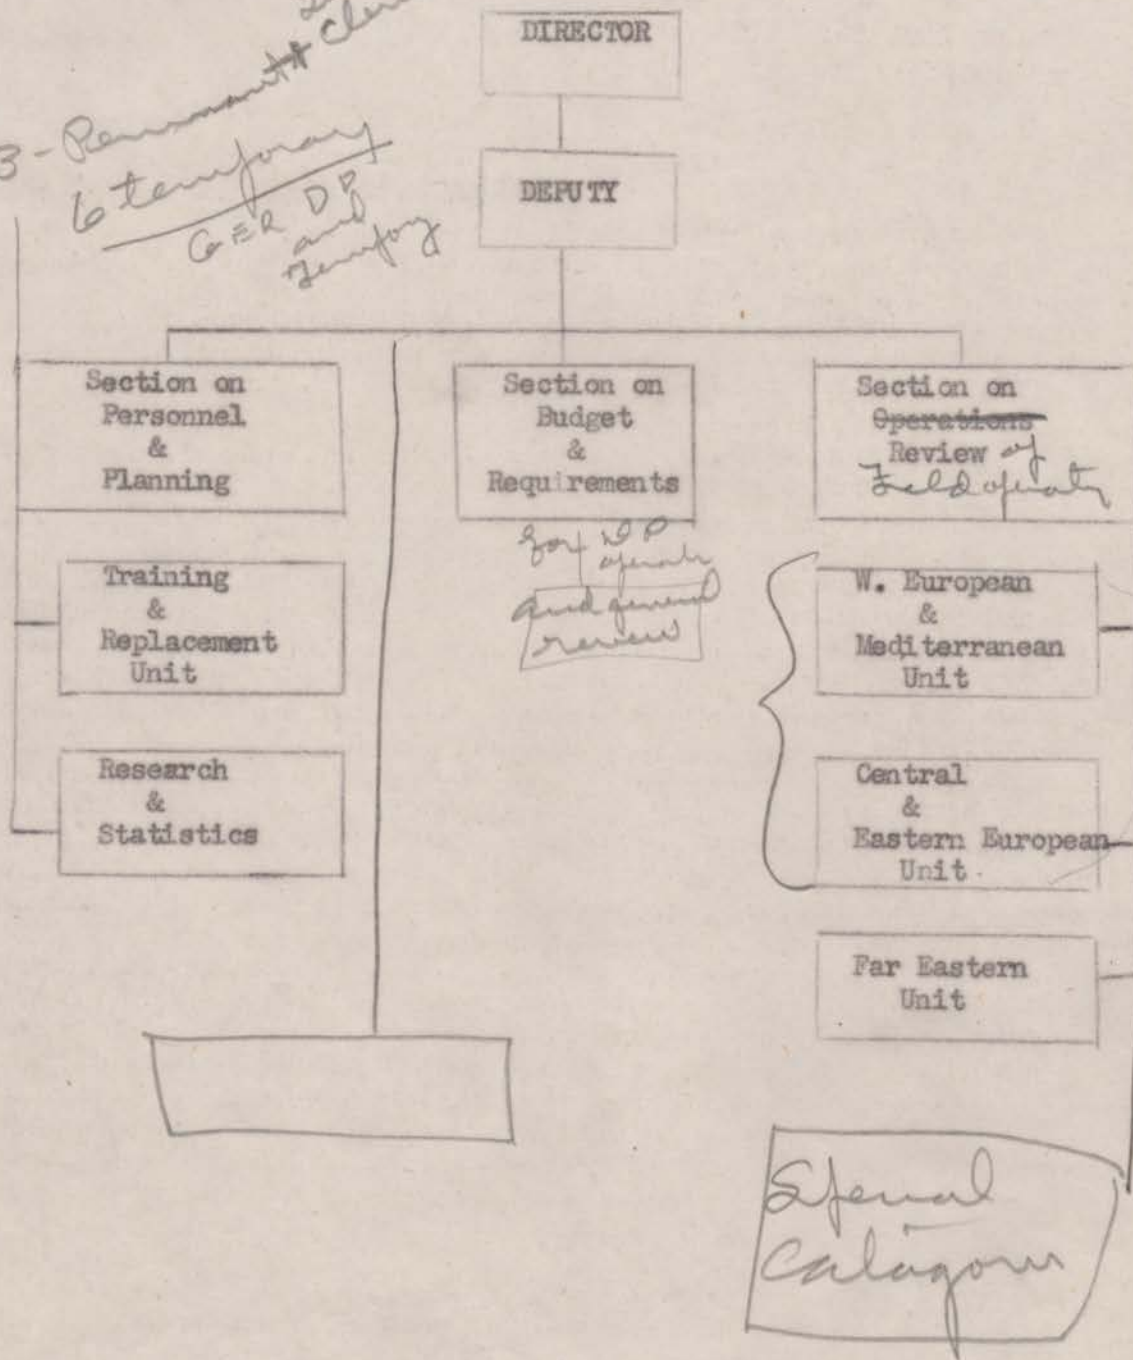 DIRECTOR
3 - Permanent
6 temporary
DP
and
DEPUTY
Section on
Personnel
&
Planning
Section on
Budget
&
Requirements
for DP
and general
review
Section on
Operations
Review of
Field
Training
&
Replacement
Unit
W. European
&
Mediterranean
Unit
Research
&
Statistics
Central
&
Eastern European
Unit
Far Eastern
Unit
Special